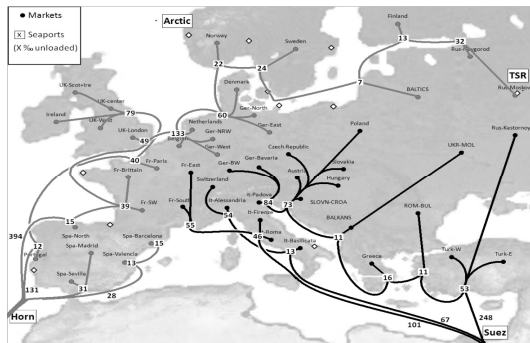 Markets
Seaports
(X ‰ unloaded)
X
Arctic
Norway
Sweden
Finland
13
32
Rus-Novgorod
TSR
Rus-Moskow
22
24
7
BALTICS
Denmark
UK-Scot+Ire
UK-center
Ireland
79
UK-West
UK-London
49
133
60
Ger-North
Netherlands
Belgium
Ger-NRW
Ger-East
Ger-West
Poland
Rus-Rastorney
40
Fr-Paris
Fr-Brittain
Fr-East
Ger-BW
Ger-Bavaria
Czech Republic
Slovakia
UKR-MOL
Switzerland
Austria
Hungary
39
Fr-SW
Fr-South
It-Alessandria
It-Padova
84
73
SLOVN-CROA
ROM-BUL
394
15
Spa-North
Spa-Barcelone
55
54
It-Firenze
BALKANS
12
Spa-Madrid
15
It-Roma
46
It-Basilicata
13
11
Portugal
Spa-Valencia
13
Greece
16
11
Turk-W
Turk-E
Spa-Seville
131
31
28
53
Horn
101
67
248
Suez